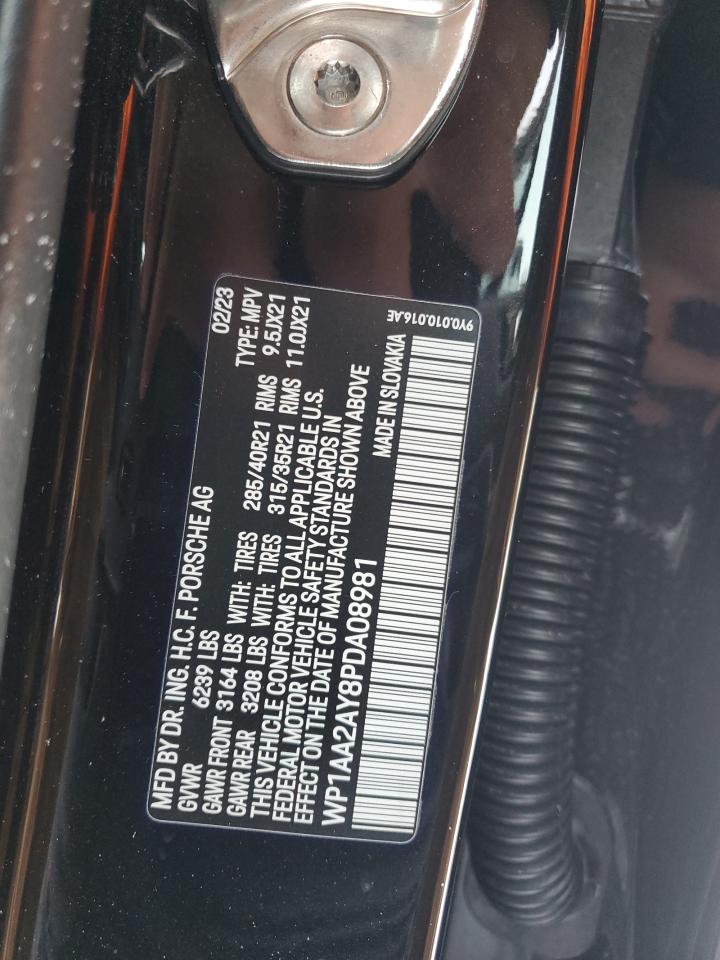 MFD BY DR. ING. H.C. F. PORSCHE AG 02/23
GVWR 6239 LBS TYPE: MPV
GAWR FRONT 3164 LBS WITH: TIRES 285/40R21 RIMS 9.5JX21
GAWR REAR 3208 LBS WITH: TIRES 315/35R21 RIMS 11.0JX21
THIS VEHICLE CONFORMS TO ALL APPLICABLE U.S.
FEDERAL MOTOR VEHICLE SAFETY STANDARDS IN
EFFECT ON THE DATE OF MANUFACTURE SHOWN ABOVE
WP1AA2AY8PDA08981 MADE IN SLOVAKIA
9Y0.010.016.AE